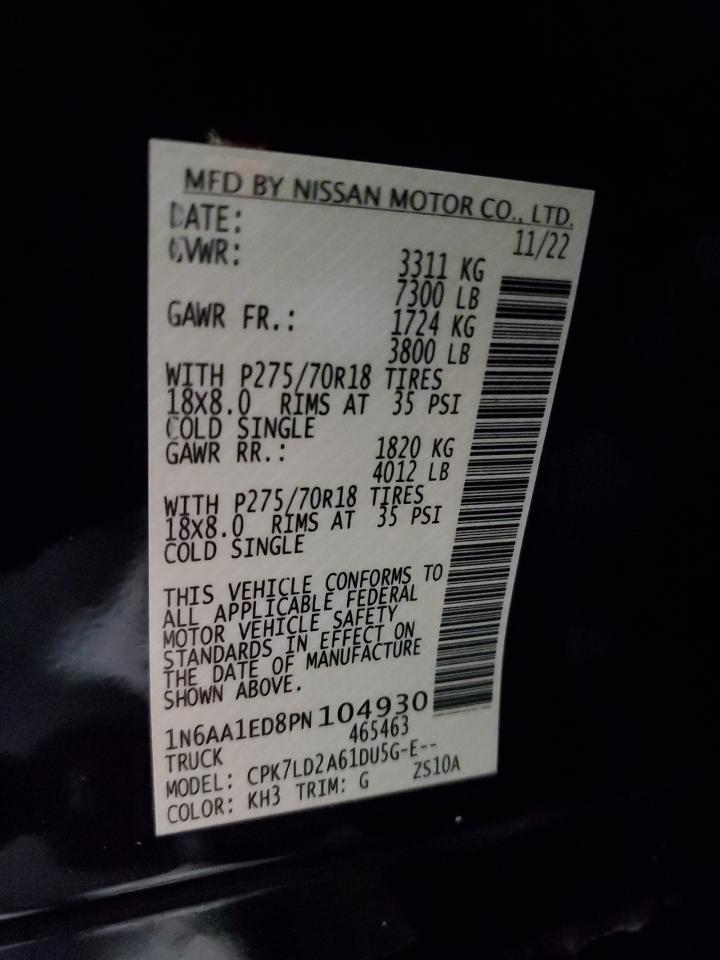 MFD BY NISSAN MOTOR CO., LTD.
DATE: 11/22
GVWR: 3311 KG
7300 LB
GAWR FR.: 1724 KG
3800 LB
WITH P275/70R18 TIRES
18X8.0 RIMS AT 35 PSI
COLD SINGLE
GAWR RR.: 1820 KG
4012 LB
WITH P275/70R18 TIRES
18X8.0 RIMS AT 35 PSI
COLD SINGLE
THIS VEHICLE CONFORMS TO
ALL APPLICABLE FEDERAL
MOTOR VEHICLE SAFETY
STANDARDS IN EFFECT ON
THE DATE OF MANUFACTURE
SHOWN ABOVE.
1N6AA1ED8PN104930
TRUCK 465463
MODEL: CPK7LD2A61DU5G-E--
COLOR: KH3 TRIM: G ZS10A